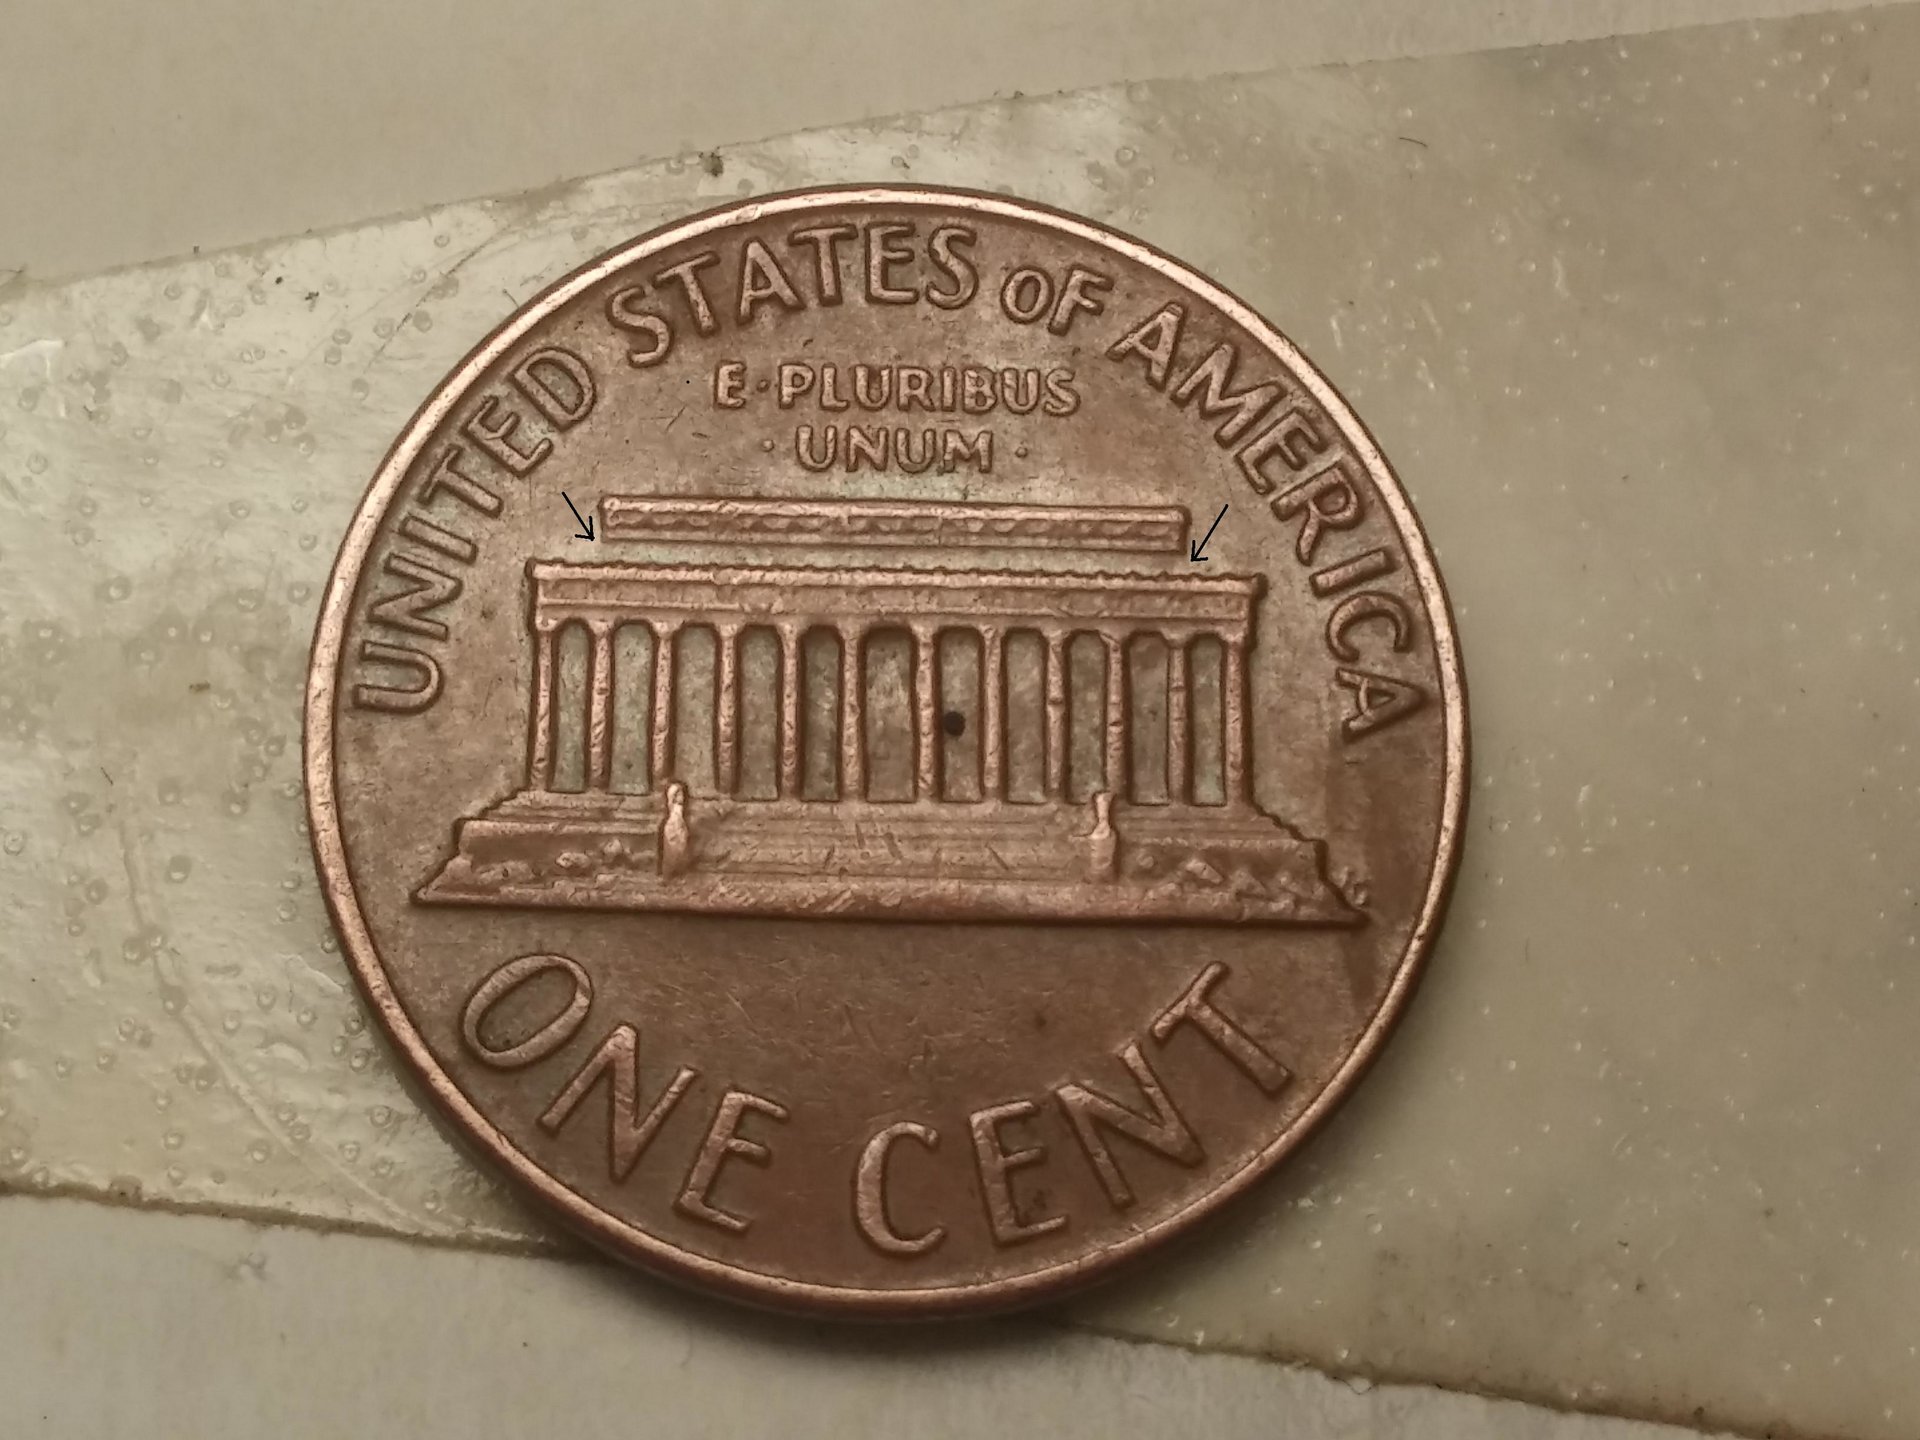 UNITED STATES OF AMERICA
E·PLURIBUS
·UNUM·
ONE CENT